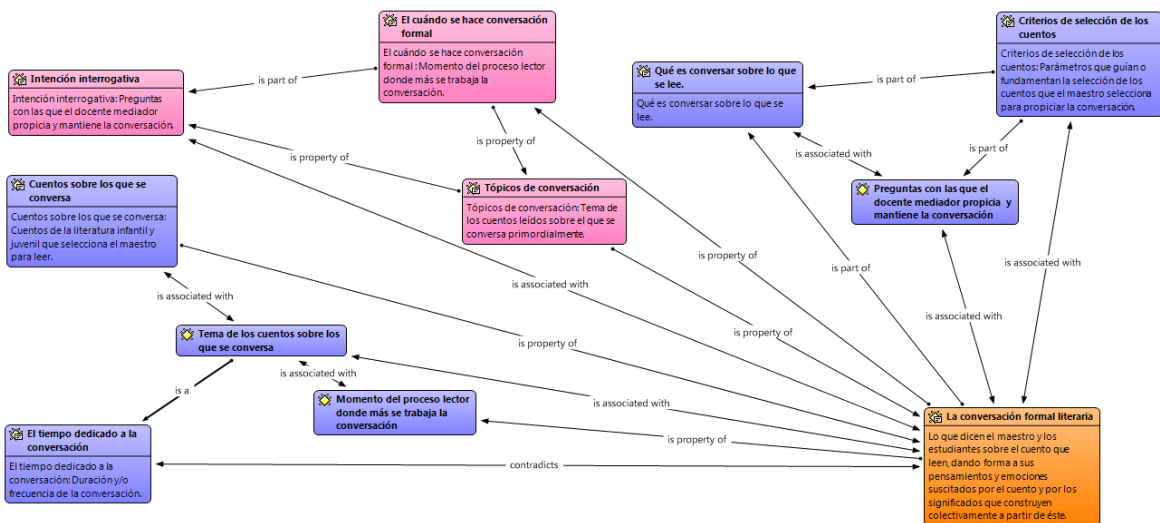 El cuándo se hace conversación
formal
El cuándo se hace conversación
formal : Momento del proceso lector
donde más se trabaja la
conversación.
Criterios de selección de los
cuentos
Criterios de selección de los
cuentos: Parámetros que guían o
fundamentan la selección de los
cuentos que el maestro selecciona
para propiciar la conversación.
Intención interrogativa
Intención interrogativa: Preguntas
con las que el docente mediador
propicia y mantiene la conversación.
is part of
Qué es conversar sobre lo que
se lee.
Qué es conversar sobre lo que se
lee.
is part of
is property of
is property of
is associated with
is part of
Cuentos sobre los que se
conversa
Cuentos sobre los que se conversa:
Cuentos de la literatura infantil y
juvenil que selecciona el maestro
para leer.
Tópicos de conversación
Tópicos de conversación: Tema de
los cuentos leídos sobre el que se
conversa primordialmente.
Preguntas con las que el
docente mediador propicia y
mantiene la conversación
is property of
is part of
is associated with
is associated with
is associated with
is associated with
Tema de los cuentos sobre los
que se conversa
is property of
is property of
is a
is associated with
Momento del proceso lector
donde más se trabaja la
conversación
is associated with
is property of
El tiempo dedicado a la
conversación
El tiempo dedicado a la
conversación: Duración y/o
frecuencia de la conversación.
contradicts
La conversación formal literaria
Lo que dicen el maestro y los
estudiantes sobre el cuento que
leen, dando forma a sus
pensamientos y emociones
suscitados por el cuento y por los
significados que construyen
colectivamente a partir de éste.